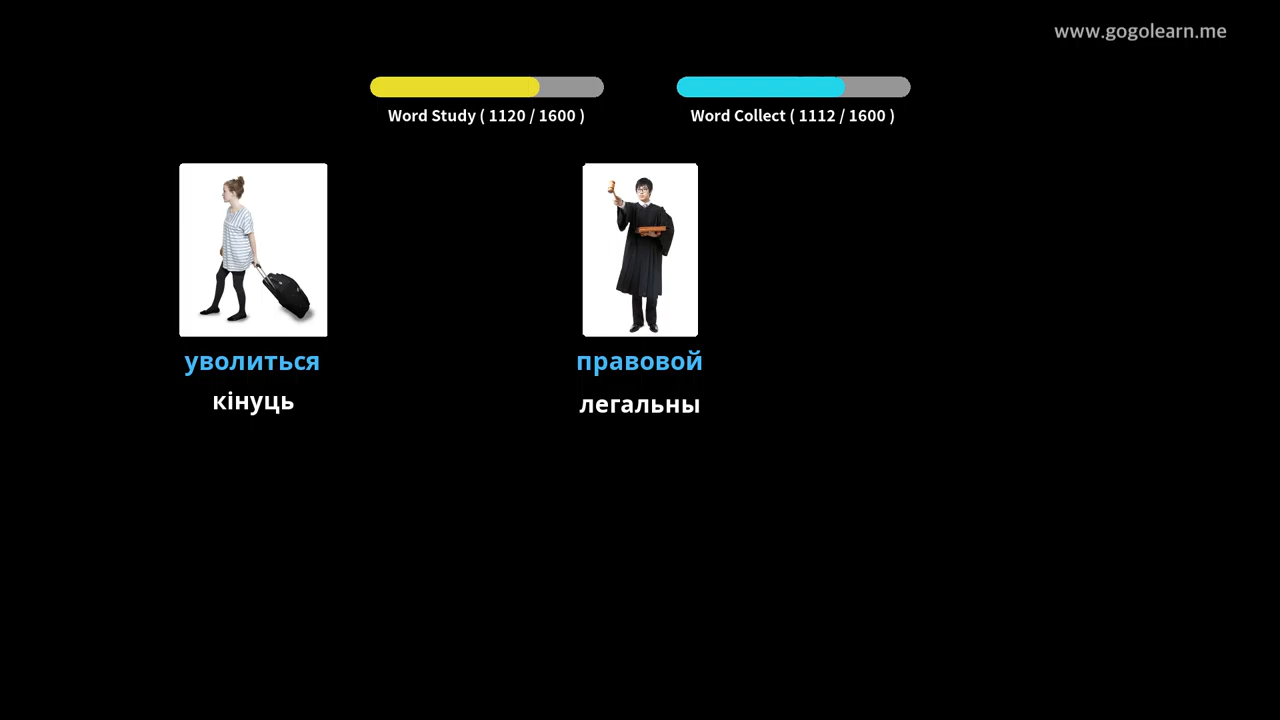 www.gogolearn.me
Word Study ( 1120 / 1600 )
Word Collect ( 1112 / 1600 )
уволиться
кінуць
правовой
легальны